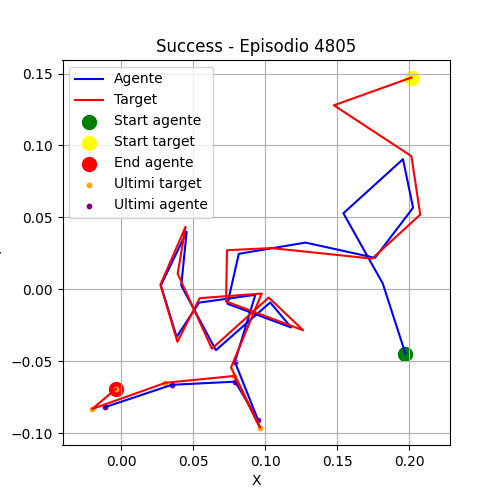 Success - Episodio 4805
Agente
Target
Start agente
Start target
End agente
Ultimi target
Ultimi agente
0.15
0.10
0.05
0.00
−0.05
−0.10
0.00
0.05
0.10
0.15
0.20
X